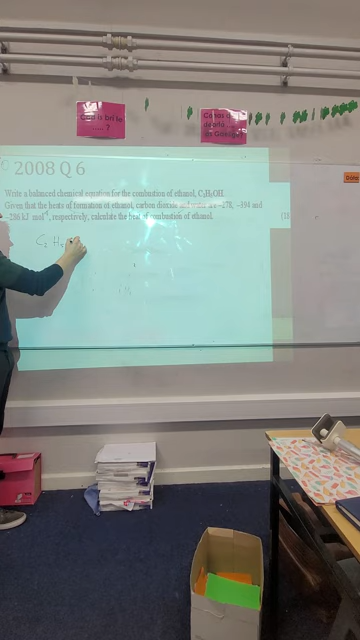 2008 Q 6
Write a balanced chemical equation for the combustion of ethanol, C₂H₅OH.
Given that the heats of formation of ethanol, carbon dioxide and water are –278, –394 and
–286 kJ mol⁻¹, respectively, calculate the heat of combustion of ethanol.
C₂ H₅